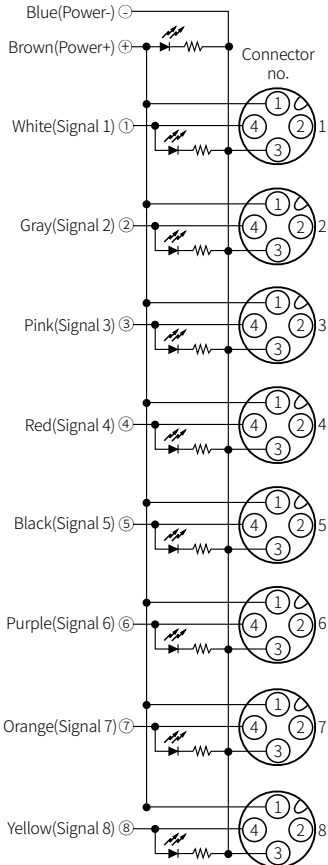 Blue(Power-) ⊖
Brown(Power+) ⊕
Connector
no.
1
White(Signal 1) ① 4 2 1
3
1
Gray(Signal 2) ② 4 2 2
3
1
Pink(Signal 3) ③ 4 2 3
3
1
Red(Signal 4) ④ 4 2 4
3
1
Black(Signal 5) ⑤ 4 2 5
3
1
Purple(Signal 6) ⑥ 4 2 6
3
1
Orange(Signal 7) ⑦ 4 2 7
3
1
Yellow(Signal 8) ⑧ 4 2 8
3